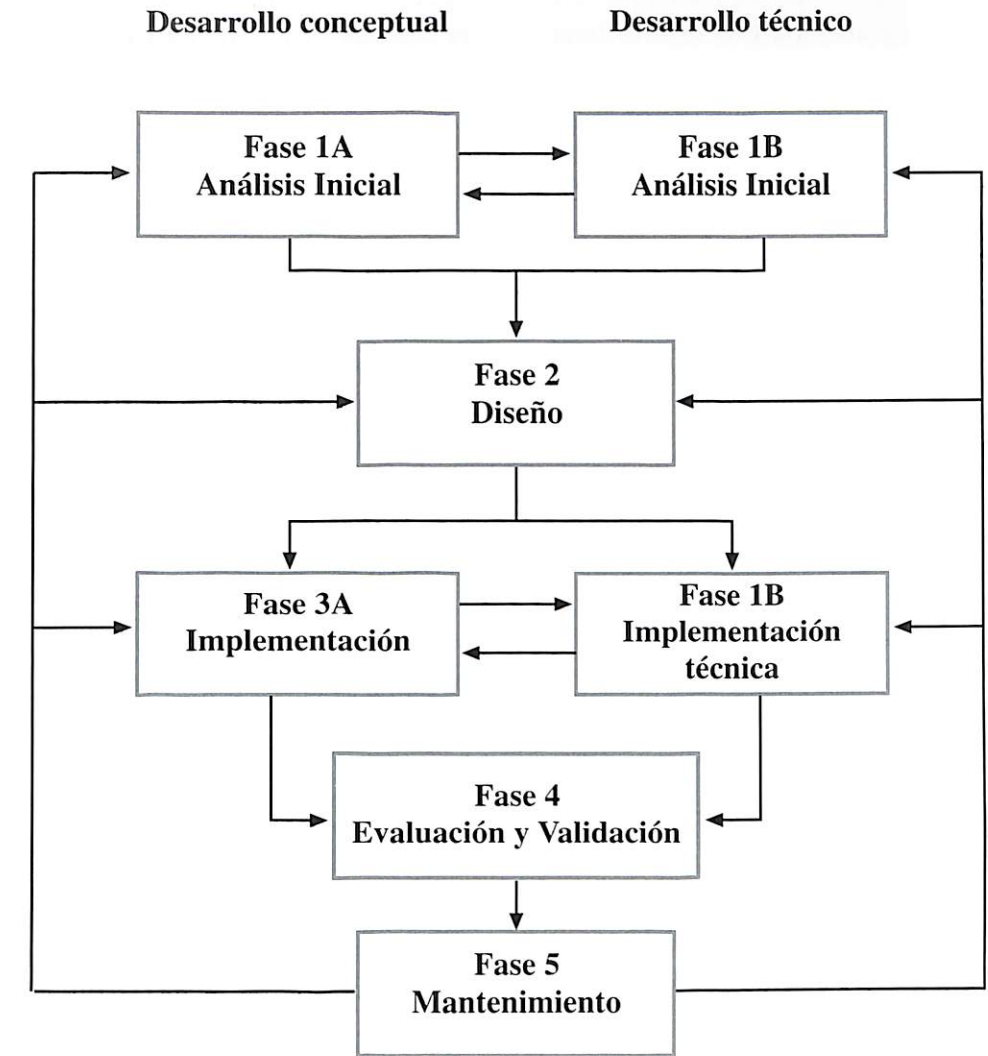 Desarrollo conceptual
Desarrollo técnico
Fase 1A
Análisis Inicial
Fase 1B
Análisis Inicial
Fase 2
Diseño
Fase 3A
Implementación
Fase 1B
Implementación
técnica
Fase 4
Evaluación y Validación
Fase 5
Mantenimiento